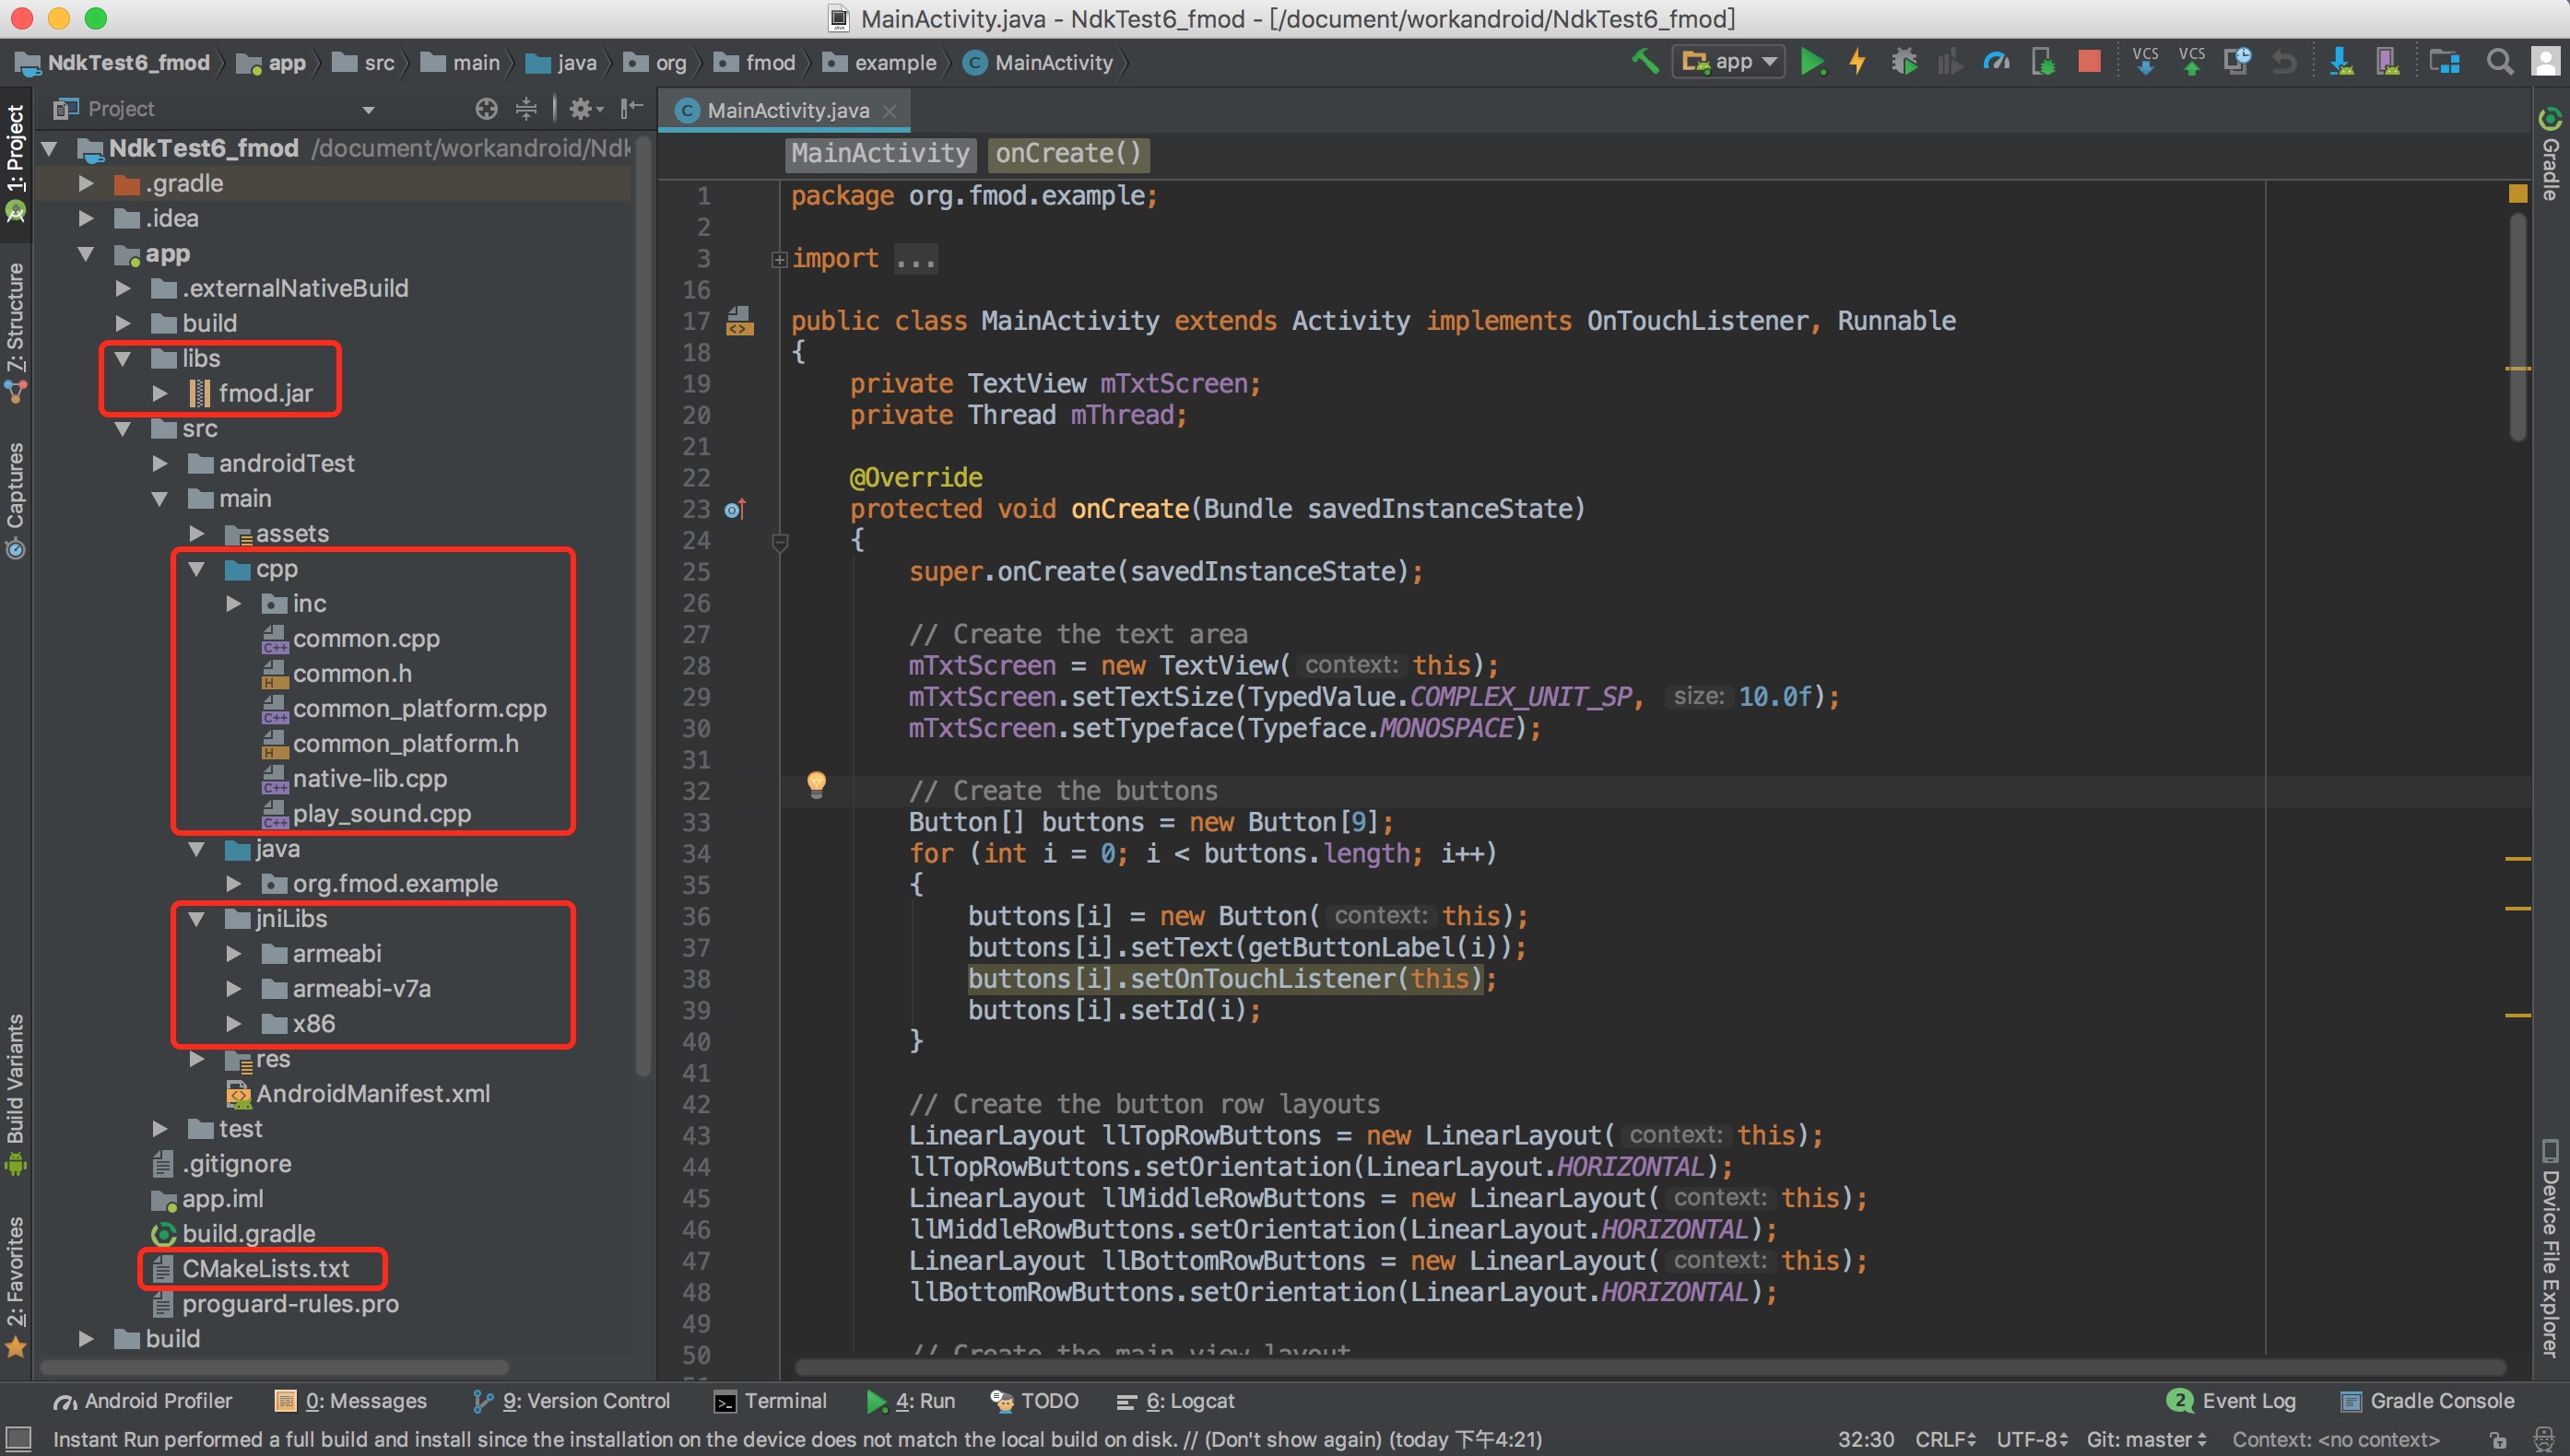 MainActivity.java - NdkTest6_fmod - [/document/workandroid/NdkTest6_fmod]
NdkTest6_fmod app src main java org fmod example MainActivity
app
VCS VCS
1: Project
Z: Structure
Captures
Build Variants
2: Favorites
Project
NdkTest6_fmod /document/workandroid/Ndk
.gradle
.idea
app
.externalNativeBuild
build
libs
fmod.jar
src
androidTest
main
assets
cpp
inc
common.cpp
common.h
common_platform.cpp
common_platform.h
native-lib.cpp
play_sound.cpp
java
org.fmod.example
jniLibs
armeabi
armeabi-v7a
x86
res
AndroidManifest.xml
test
.gitignore
app.iml
build.gradle
CMakeLists.txt
proguard-rules.pro
build
MainActivity.java
MainActivity onCreate()
1 package org.fmod.example;
2
3 import ...
16
17 public class MainActivity extends Activity implements OnTouchListener, Runnable
18 {
19 private TextView mTxtScreen;
20 private Thread mThread;
21
22 @Override
23 protected void onCreate(Bundle savedInstanceState)
24 {
25 super.onCreate(savedInstanceState);
26
27 // Create the text area
28 mTxtScreen = new TextView( context: this);
29 mTxtScreen.setTextSize(TypedValue.COMPLEX_UNIT_SP, size: 10.0f);
30 mTxtScreen.setTypeface(Typeface.MONOSPACE);
31
32 // Create the buttons
33 Button[] buttons = new Button[9];
34 for (int i = 0; i < buttons.length; i++)
35 {
36 buttons[i] = new Button( context: this);
37 buttons[i].setText(getButtonLabel(i));
38 buttons[i].setOnTouchListener(this);
39 buttons[i].setId(i);
40 }
41
42 // Create the button row layouts
43 LinearLayout llTopRowButtons = new LinearLayout( context: this);
44 llTopRowButtons.setOrientation(LinearLayout.HORIZONTAL);
45 LinearLayout llMiddleRowButtons = new LinearLayout( context: this);
46 llMiddleRowButtons.setOrientation(LinearLayout.HORIZONTAL);
47 LinearLayout llBottomRowButtons = new LinearLayout( context: this);
48 llBottomRowButtons.setOrientation(LinearLayout.HORIZONTAL);
49
50 // Create the main view layout
Gradle
Device File Explorer
Android Profiler 0: Messages 9: Version Control Terminal 4: Run TODO 6: Logcat 2 Event Log Gradle Console
Instant Run performed a full build and install since the installation on the device does not match the local build on disk. // (Don't show again) (today 下午4:21) 32:30 CRLF UTF-8 Git: master Context: <no context>